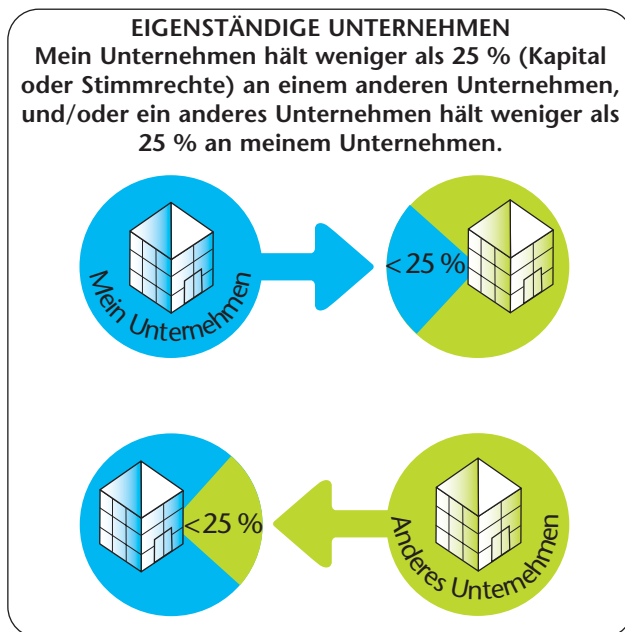 EIGENSTÄNDIGE UNTERNEHMEN
Mein Unternehmen hält weniger als 25 % (Kapital
oder Stimmrechte) an einem anderen Unternehmen,
und/oder ein anderes Unternehmen hält weniger als
25 % an meinem Unternehmen.
Mein Unternehmen
< 25 %
<25 %
Anderes Unternehmen